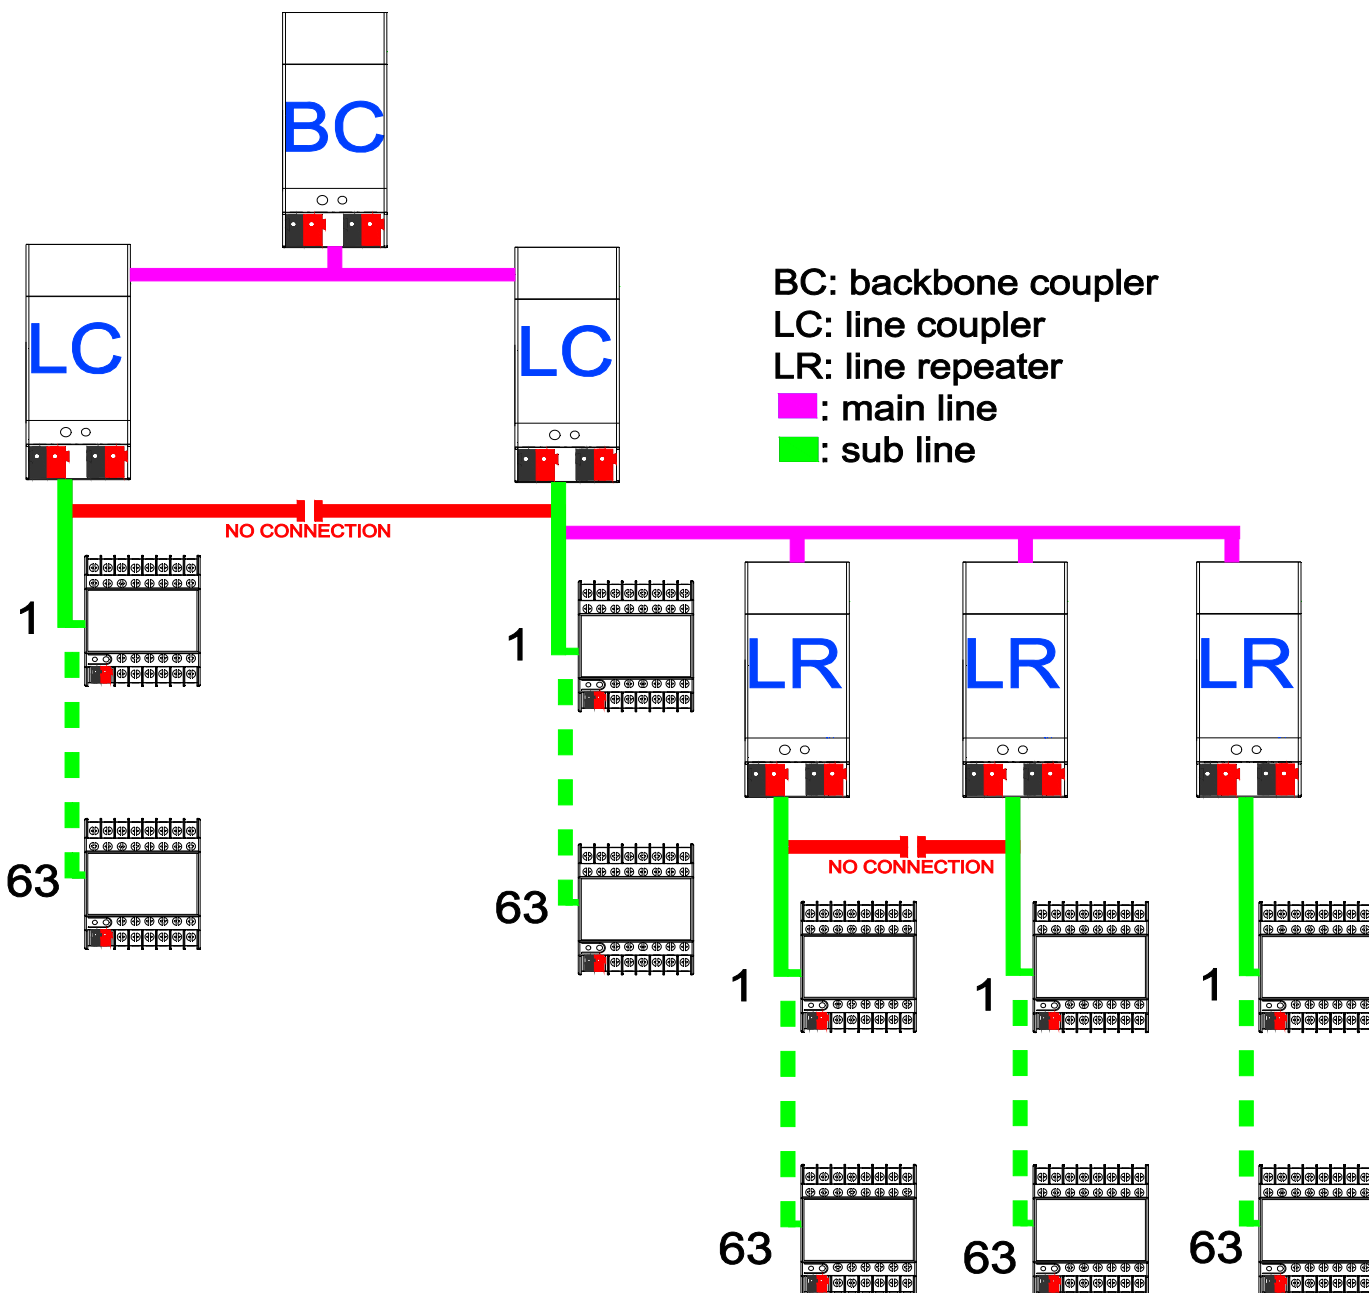 BC
LC
LC
BC: backbone coupler
LC: line coupler
LR: line repeater
: main line
: sub line
NO CONNECTION
1
1
LR
LR
LR
63
63
NO CONNECTION
1
1
1
63
63
63